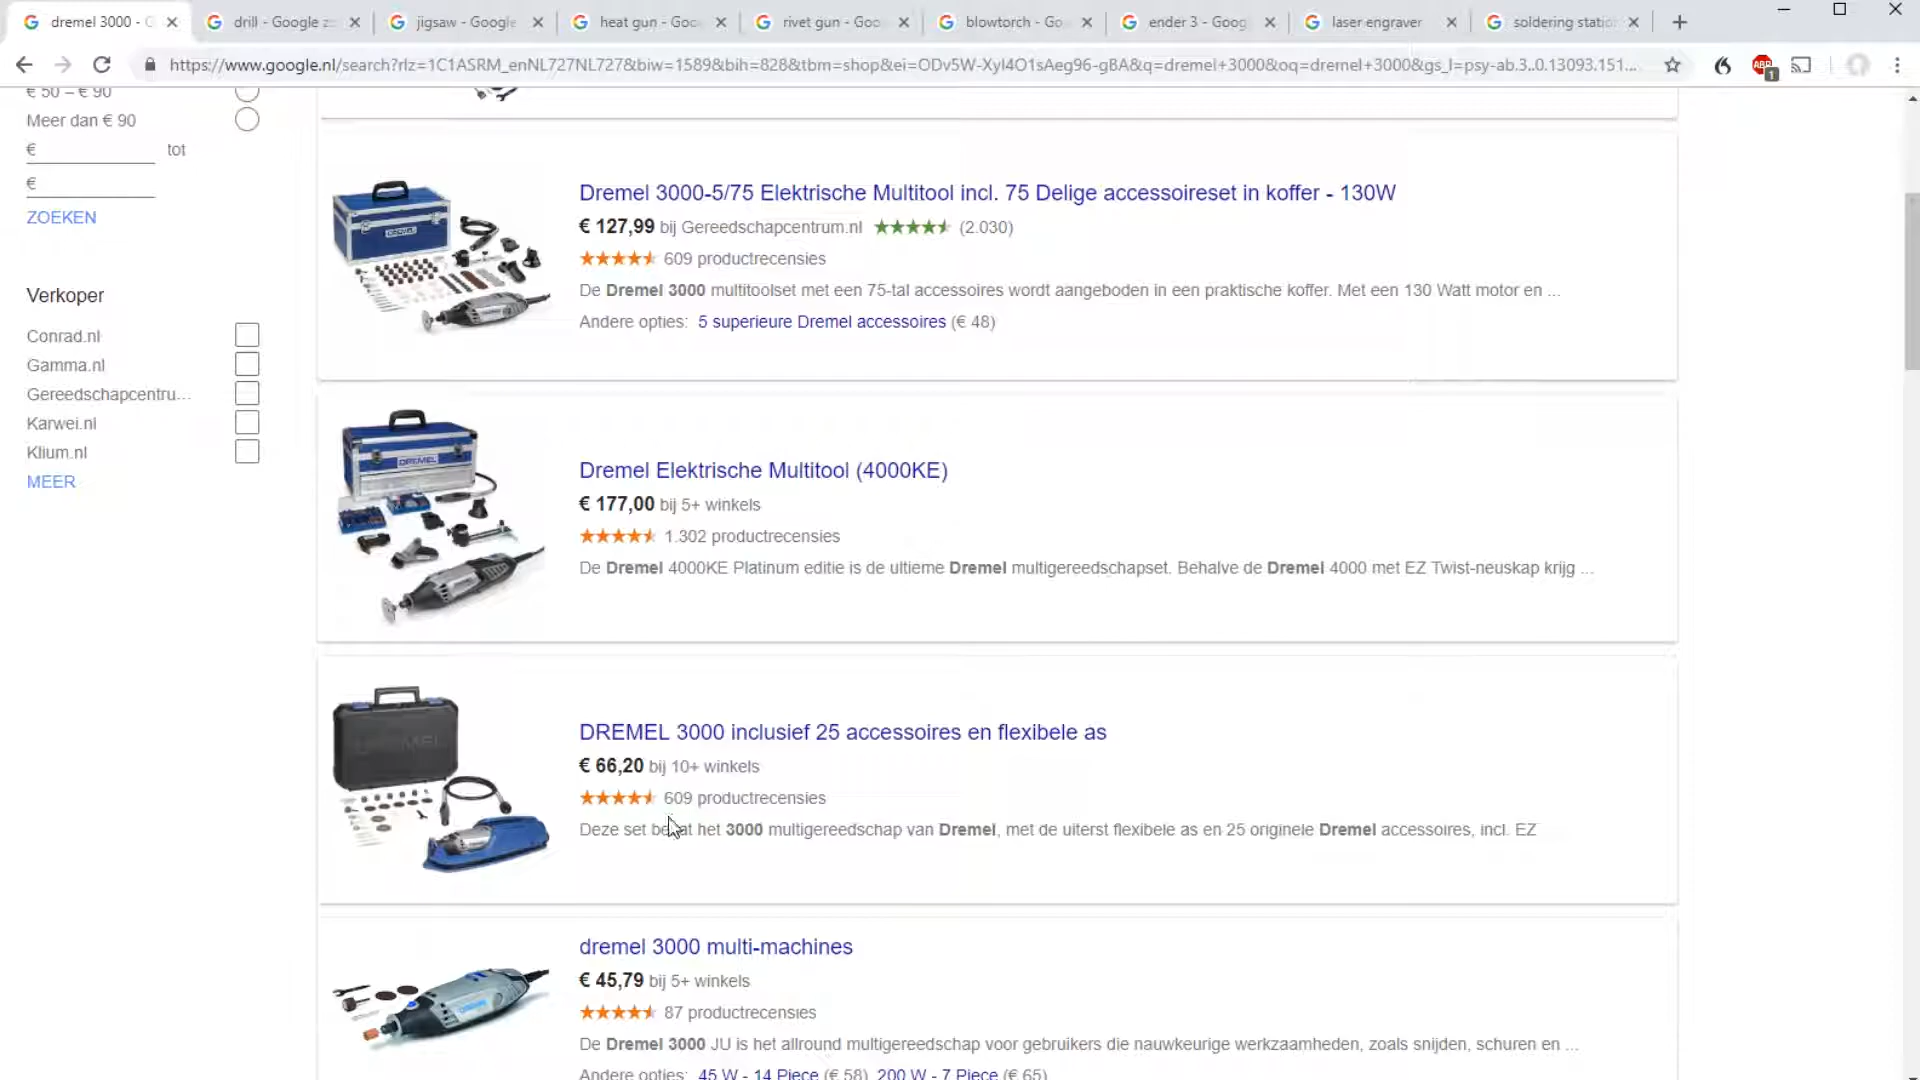 dremel 3000 - G
drill - Google zo
jigsaw - Google
heat gun - Goo
rivet gun - Goo
blowtorch - Go
ender 3 - Goog
laser engraver
soldering statio
https://www.google.nl/search?rlz=1C1ASRM_enNL727NL727&biw=1589&bih=828&tbm=shop&ei=ODv5W-XyI4O1sAeg96-gBA&q=dremel+3000&oq=dremel+3000&gs_l=psy-ab.3..0.13093.151...
ABP
1
€ 50 – € 90
Meer dan € 90
€ tot
€
ZOEKEN
Verkoper
Conrad.nl
Gamma.nl
Gereedschapcentru...
Karwei.nl
Klium.nl
MEER
Dremel 3000-5/75 Elektrische Multitool incl. 75 Delige accessoireset in koffer - 130W
€ 127,99 bij Gereedschapcentrum.nl (2.030)
609 productrecensies
De Dremel 3000 multitoolset met een 75-tal accessoires wordt aangeboden in een praktische koffer. Met een 130 Watt motor en ...
Andere opties: 5 superieure Dremel accessoires (€ 48)
DREMEL
Dremel Elektrische Multitool (4000KE)
€ 177,00 bij 5+ winkels
1.302 productrecensies
De Dremel 4000KE Platinum editie is de ultieme Dremel multigereedschapset. Behalve de Dremel 4000 met EZ Twist-neuskap krijg ...
DREMEL
DREMEL 3000 inclusief 25 accessoires en flexibele as
€ 66,20 bij 10+ winkels
609 productrecensies
Deze set het 3000 multigereedschap van Dremel, met de uiterst flexibele as en 25 originele Dremel accessoires, incl. EZ
DREMEL
dremel 3000 multi-machines
€ 45,79 bij 5+ winkels
87 productrecensies
De Dremel 3000 JU is het allround multigereedschap voor gebruikers die nauwkeurige werkzaamheden, zoals snijden, schuren en ...
Andere opties: 45 W - 14 Piece (€ 58) 200 W - 7 Piece (€ 65)